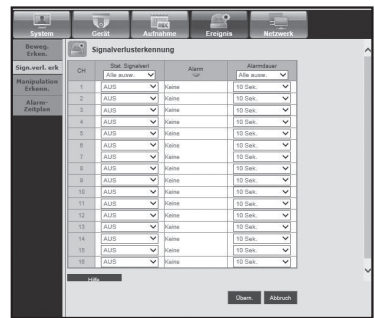 System Gerät Aufnahme Ereignis Netzwerk
Beweg. Erken.
Sign.verl. erk
Manipulation Erkenn.
Alarm-Zeitplan
Signalverlusterkennung
CH Stat. Signalverl Alarm Alarmdauer
Alle ausw. Alle ausw.
1 AUS Keine 10 Sek.
2 AUS Keine 10 Sek.
3 AUS Keine 10 Sek.
4 AUS Keine 10 Sek.
5 AUS Keine 10 Sek.
6 AUS Keine 10 Sek.
7 AUS Keine 10 Sek.
8 AUS Keine 10 Sek.
9 AUS Keine 10 Sek.
10 AUS Keine 10 Sek.
11 AUS Keine 10 Sek.
12 AUS Keine 10 Sek.
13 AUS Keine 10 Sek.
14 AUS Keine 10 Sek.
15 AUS Keine 10 Sek.
16 AUS Keine 10 Sek.
Hilfe
Übern. Abbruch